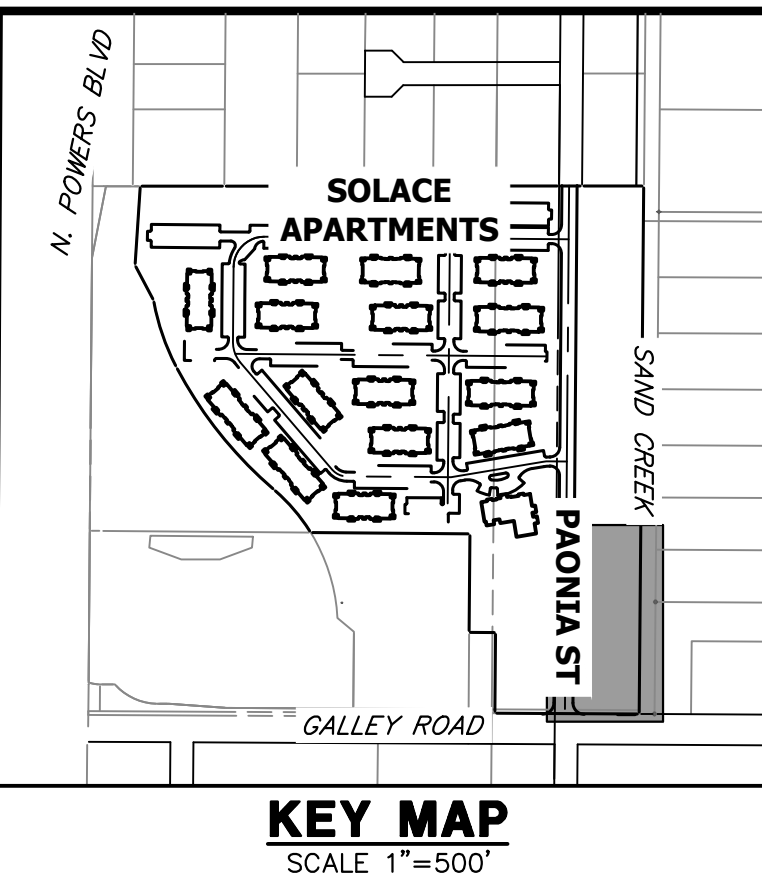 N. POWERS BLVD
SOLACE
APARTMENTS
SAND CREEK
PAONIA ST
GALLEY ROAD
KEY MAP
SCALE 1"=500'